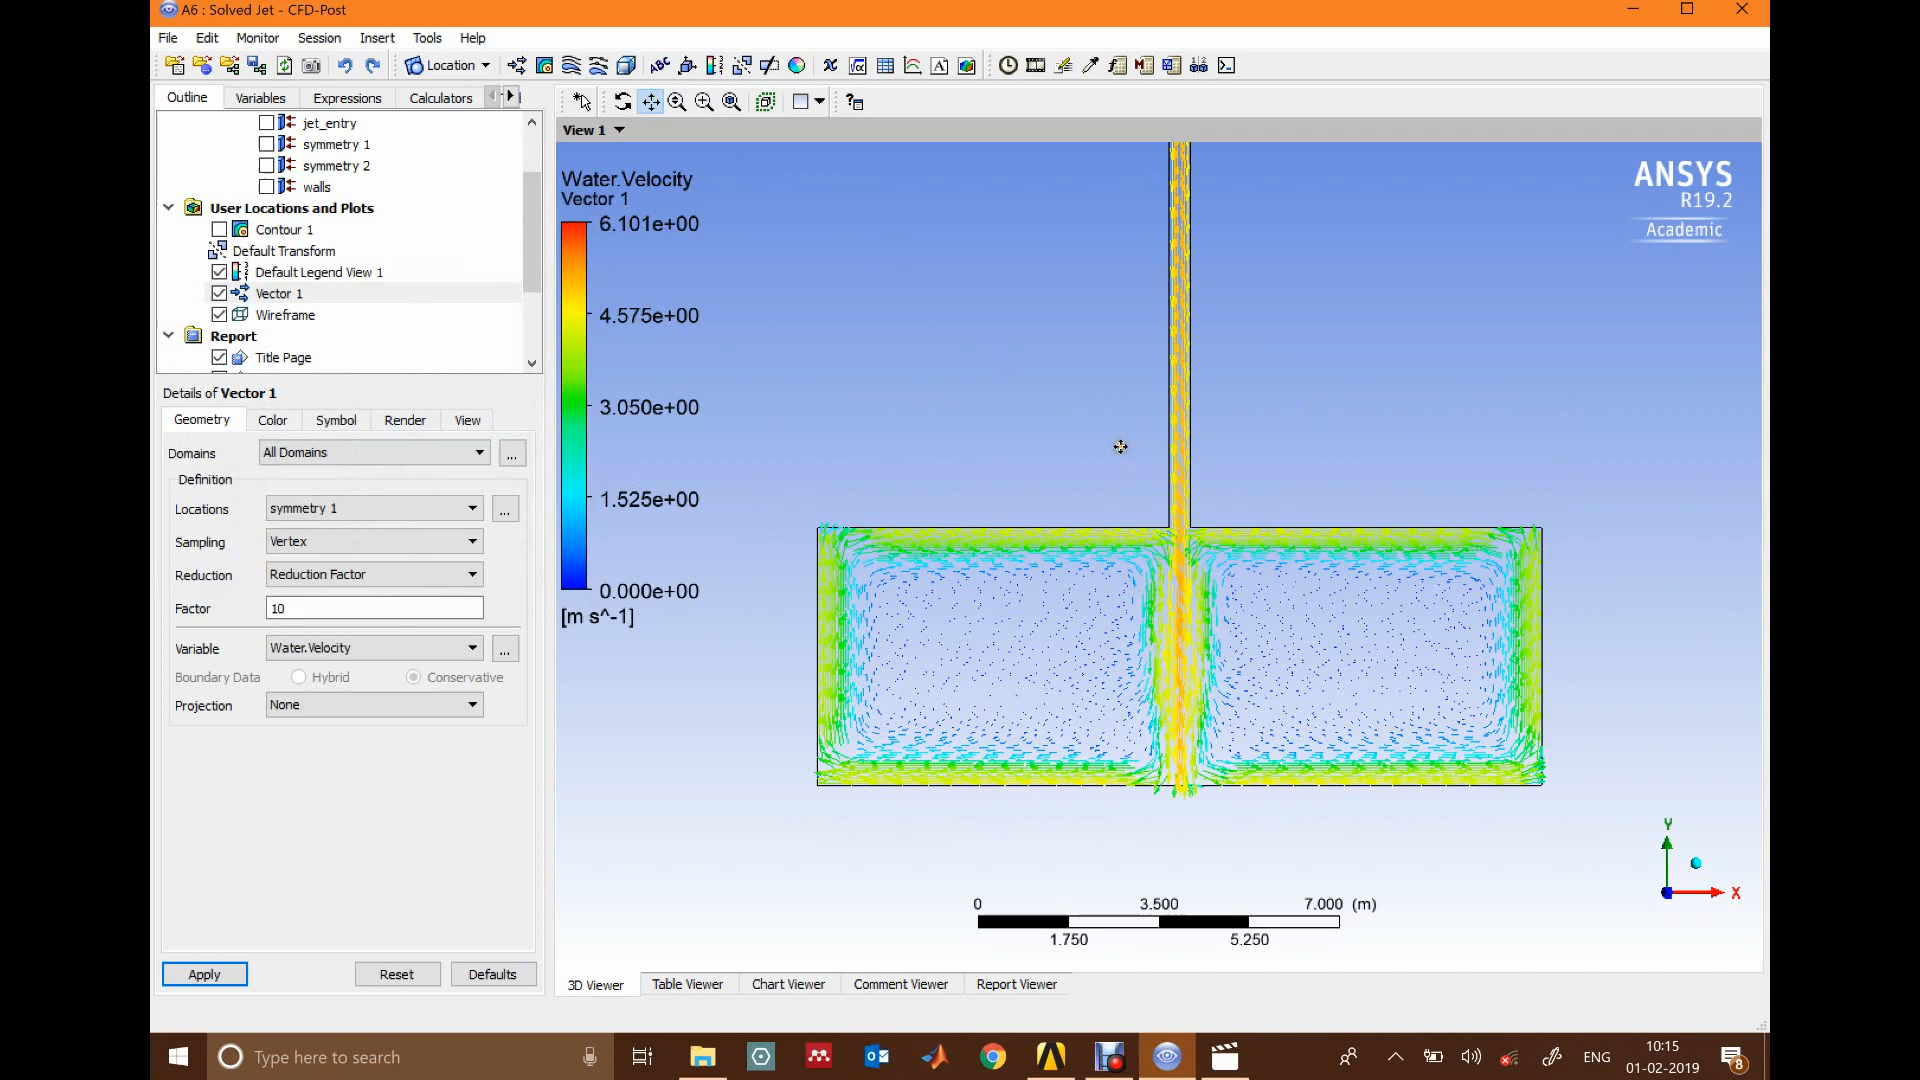 A6 : Solved Jet - CFD-Post
File Edit Monitor Session Insert Tools Help
Location
Outline Variables Expressions Calculators
jet_entry
symmetry 1
symmetry 2
walls
User Locations and Plots
Contour 1
Default Transform
Default Legend View 1
Vector 1
Wireframe
Report
Title Page
Details of Vector 1
Geometry Color Symbol Render View
Domains All Domains ...
Definition
Locations symmetry 1 ...
Sampling Vertex
Reduction Reduction Factor
Factor 10
Variable Water.Velocity ...
Boundary Data Hybrid Conservative
Projection None
Apply Reset Defaults
View 1
Water.Velocity
Vector 1
6.101e+00
4.575e+00
3.050e+00
1.525e+00
0.000e+00
[m s^-1]
ANSYS
R19.2
Academic
Y
X
0 3.500 7.000 (m)
1.750 5.250
3D Viewer Table Viewer Chart Viewer Comment Viewer Report Viewer
Type here to search
ENG
10:15
01-02-2019
8